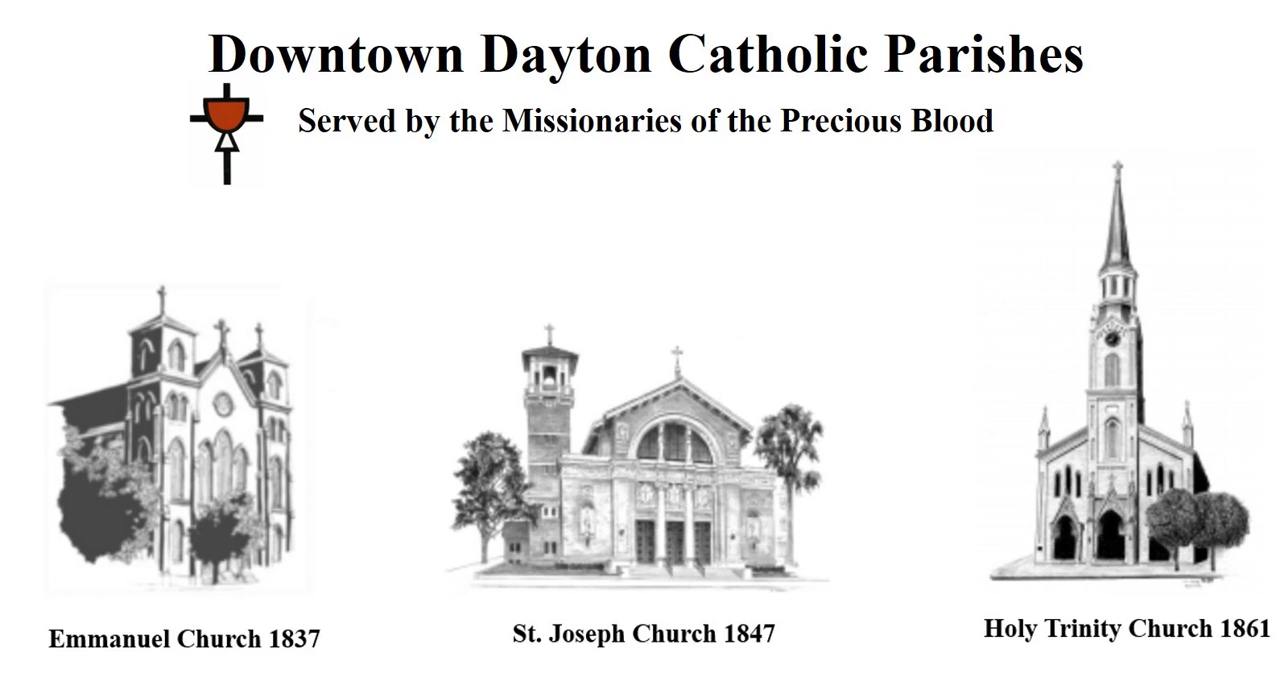 Downtown Dayton Catholic Parishes
Served by the Missionaries of the Precious Blood
Emmanuel Church 1837
St. Joseph Church 1847
Holy Trinity Church 1861